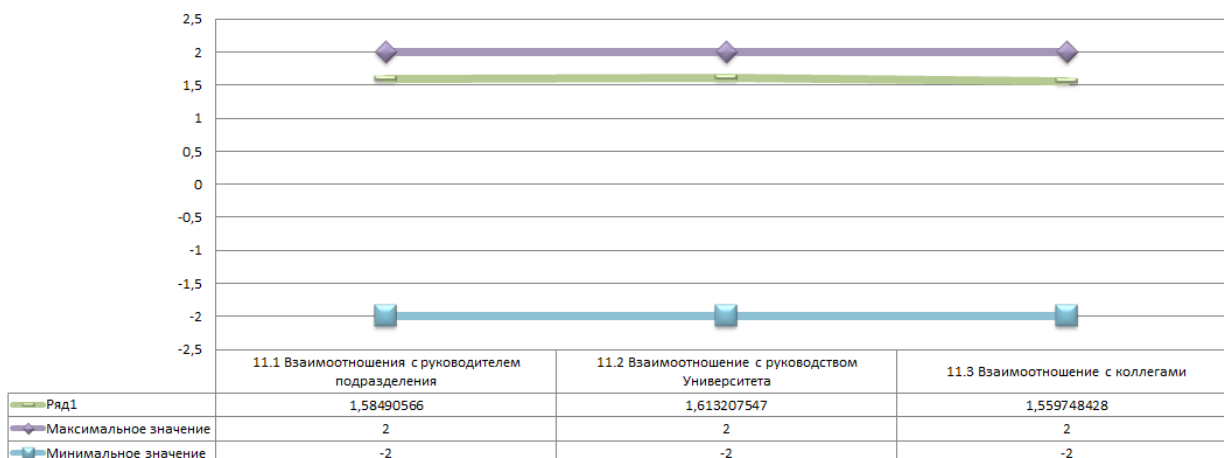 2,5
2
1,5
1
0,5
0
-0,5
-1
-1,5
-2
-2,5
11.1 Взаимоотношения с руководителем
подразделения
11.2 Взаимоотношение с руководством
Университета
11.3 Взаимоотношение с коллегами
Ряд1 1,58490566 1,613207547 1,559748428
Максимальное значение 2 2 2
Минимальное значение -2 -2 -2